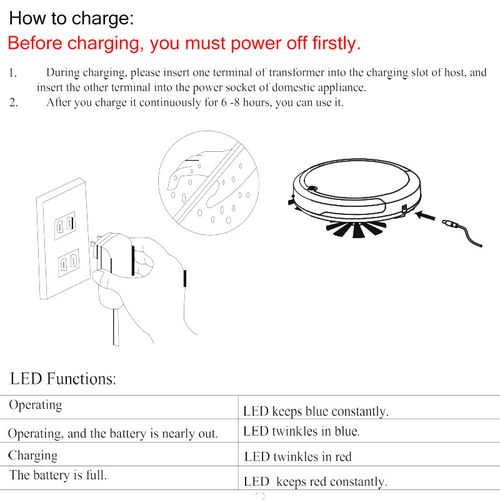 How to charge:
Before charging, you must power off firstly.
1. During charging, please insert one terminal of transformer into the charging slot of host, and
insert the other terminal into the power socket of domestic appliance.
2. After you charge it continuously for 6 -8 hours, you can use it.
LED Functions:
Operating
LED keeps blue constantly.
Operating, and the battery is nearly out.
LED twinkles in blue.
Charging
LED twinkles in red
The battery is full.
LED keeps red constantly.